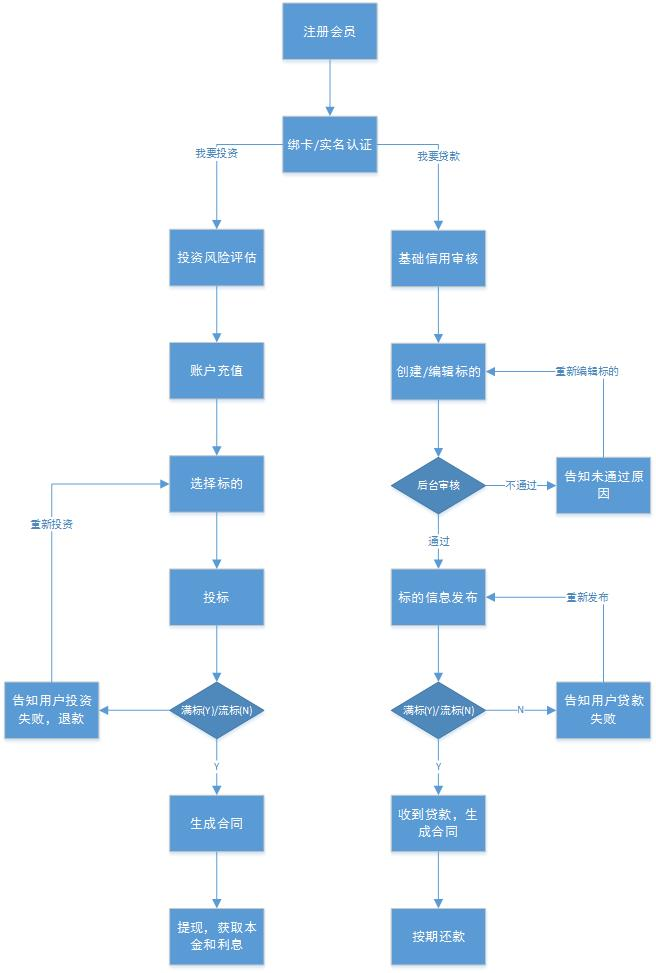 注册会员
绑卡/实名认证
我要投资
我要贷款
投资风险评估
基础信用审核
账户充值
创建/编辑标的
重新编辑标的
选择标的
后台审核
不通过
告知未通过原
因
重新投资
通过
投标
标的信息发布
重新发布
告知用户投资
失败，退款
满标(Y)/流标(N)
满标(Y)/流标(N)
N
告知用户贷款
失败
Y
Y
生成合同
收到贷款，生
成合同
提现，获取本
金和利息
按期还款